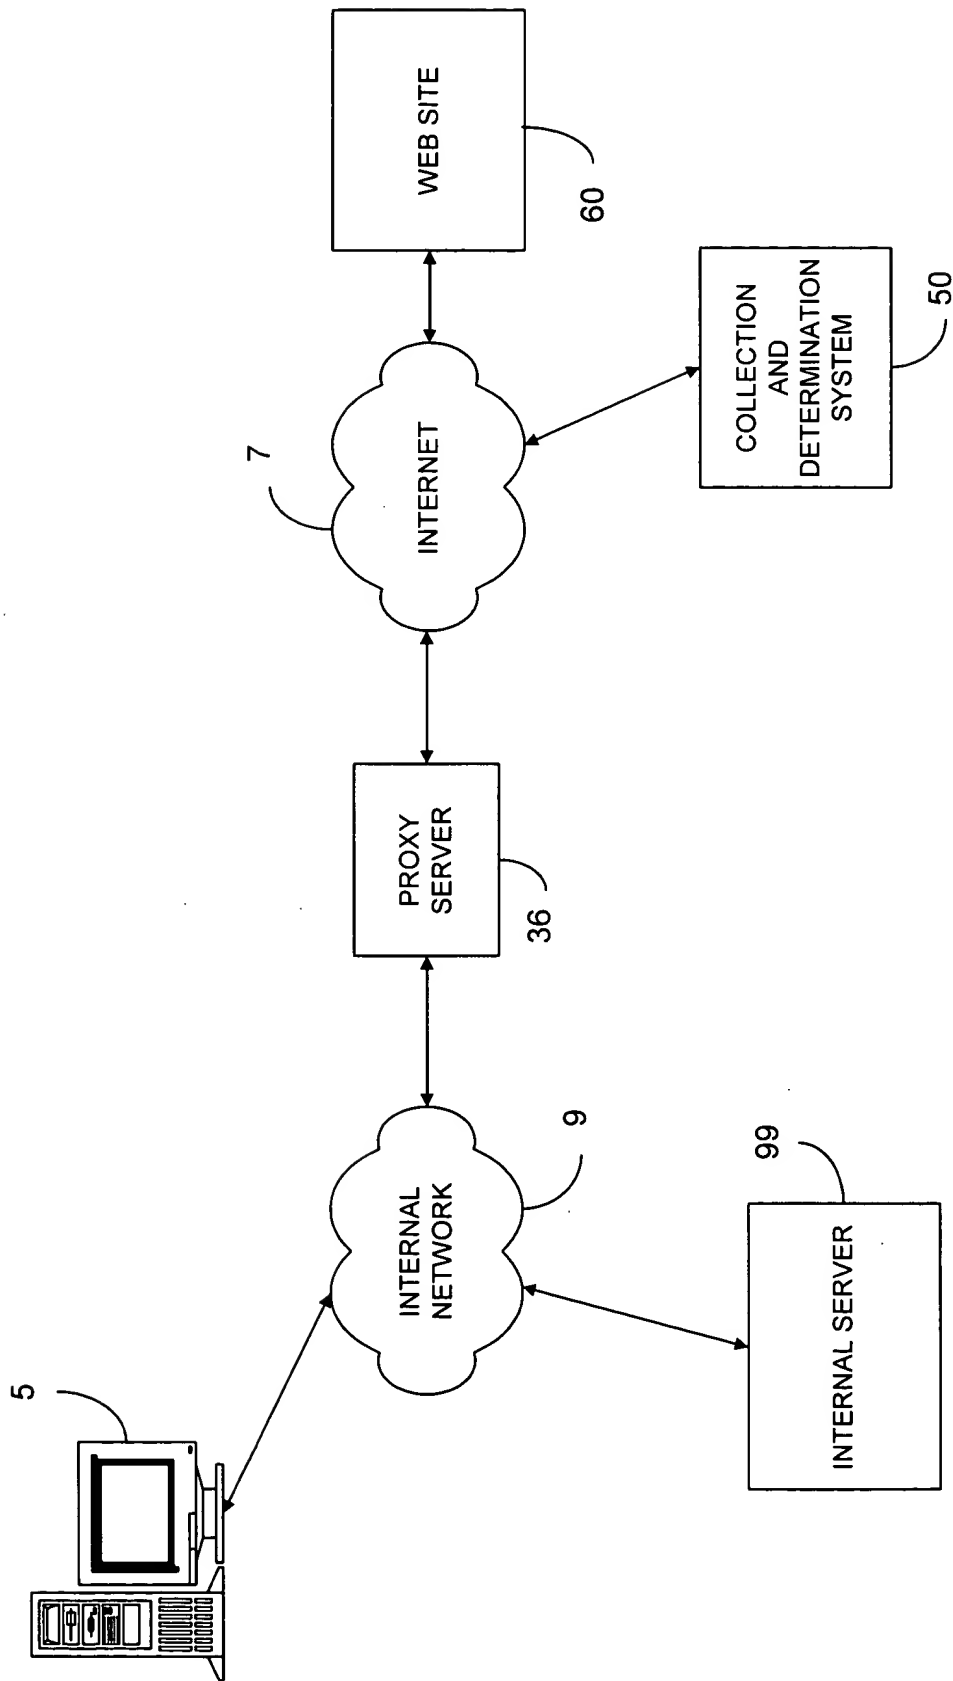 5
INTERNAL
NETWORK
9
INTERNAL SERVER
99
PROXY
SERVER
36
INTERNET
7
COLLECTION
AND
DETERMINATION
SYSTEM
50
WEB SITE
60